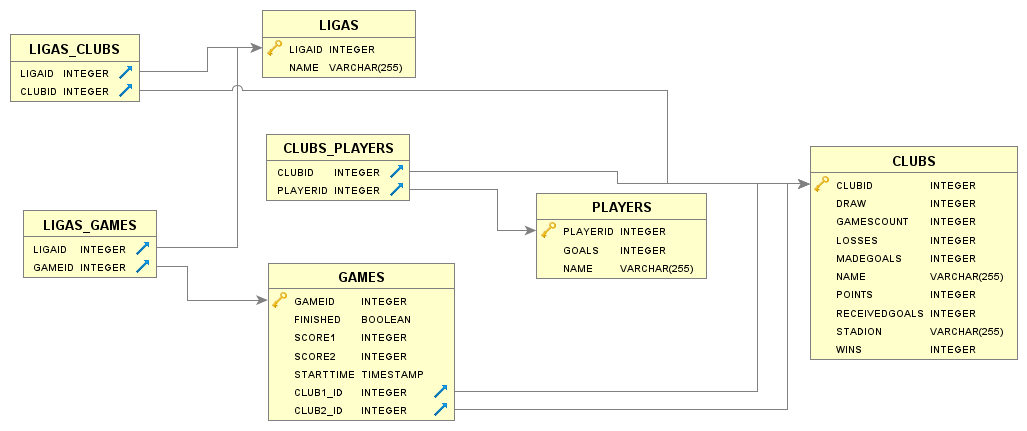 LIGAS
LIGAID INTEGER
NAME VARCHAR(255)
LIGAS_CLUBS
LIGAID INTEGER
CLUBID INTEGER
CLUBS_PLAYERS
CLUBID INTEGER
PLAYERID INTEGER
CLUBS
CLUBID INTEGER
DRAW INTEGER
GAMESCOUNT INTEGER
LOSSES INTEGER
MADEGOALS INTEGER
NAME VARCHAR(255)
POINTS INTEGER
RECEIVEDGOALS INTEGER
STADION VARCHAR(255)
WINS INTEGER
PLAYERS
PLAYERID INTEGER
GOALS INTEGER
NAME VARCHAR(255)
LIGAS_GAMES
LIGAID INTEGER
GAMEID INTEGER
GAMES
GAMEID INTEGER
FINISHED BOOLEAN
SCORE1 INTEGER
SCORE2 INTEGER
STARTTIME TIMESTAMP
CLUB1_ID INTEGER
CLUB2_ID INTEGER